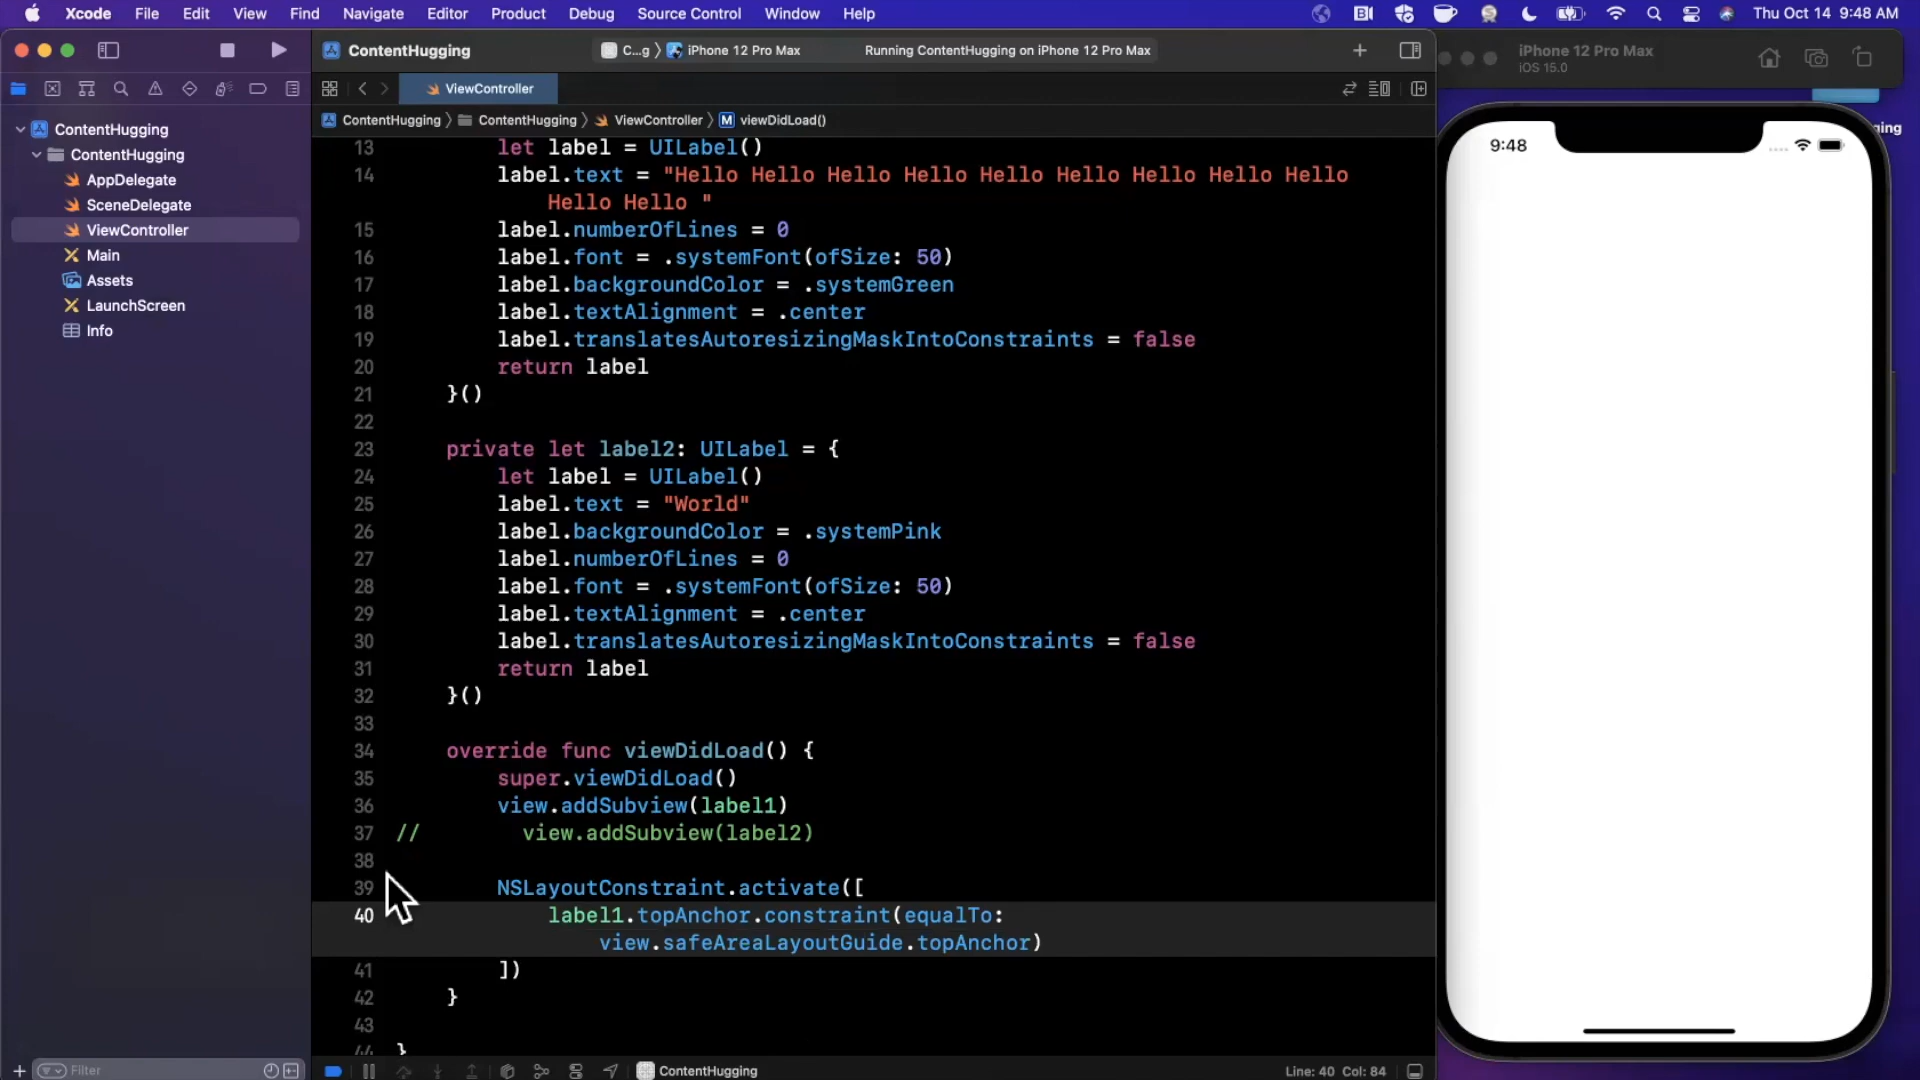 Xcode File Edit View Find Navigate Editor Product Debug Source Control Window Help Thu Oct 14 9:48 AM
ContentHugging C...g iPhone 12 Pro Max Running ContentHugging on iPhone 12 Pro Max
iPhone 12 Pro Max
iOS 15.0
ViewController
ContentHugging ContentHugging ViewController M viewDidLoad()
ContentHugging
ContentHugging
AppDelegate
SceneDelegate
ViewController
Main
Assets
LaunchScreen
Info
Filter
13 let label = UILabel()
14 label.text = "Hello Hello Hello Hello Hello Hello Hello Hello Hello
Hello Hello "
15 label.numberOfLines = 0
16 label.font = .systemFont(ofSize: 50)
17 label.backgroundColor = .systemGreen
18 label.textAlignment = .center
19 label.translatesAutoresizingMaskIntoConstraints = false
20 return label
21 }()
22
23 private let label2: UILabel = {
24 let label = UILabel()
25 label.text = "World"
26 label.backgroundColor = .systemPink
27 label.numberOfLines = 0
28 label.font = .systemFont(ofSize: 50)
29 label.textAlignment = .center
30 label.translatesAutoresizingMaskIntoConstraints = false
31 return label
32 }()
33
34 override func viewDidLoad() {
35 super.viewDidLoad()
36 view.addSubview(label1)
37 // view.addSubview(label2)
38
39 NSLayoutConstraint.activate([
40 label1.topAnchor.constraint(equalTo:
view.safeAreaLayoutGuide.topAnchor)
41 ])
42 }
43
44 }
ContentHugging Line: 40 Col: 84
ging
9:48